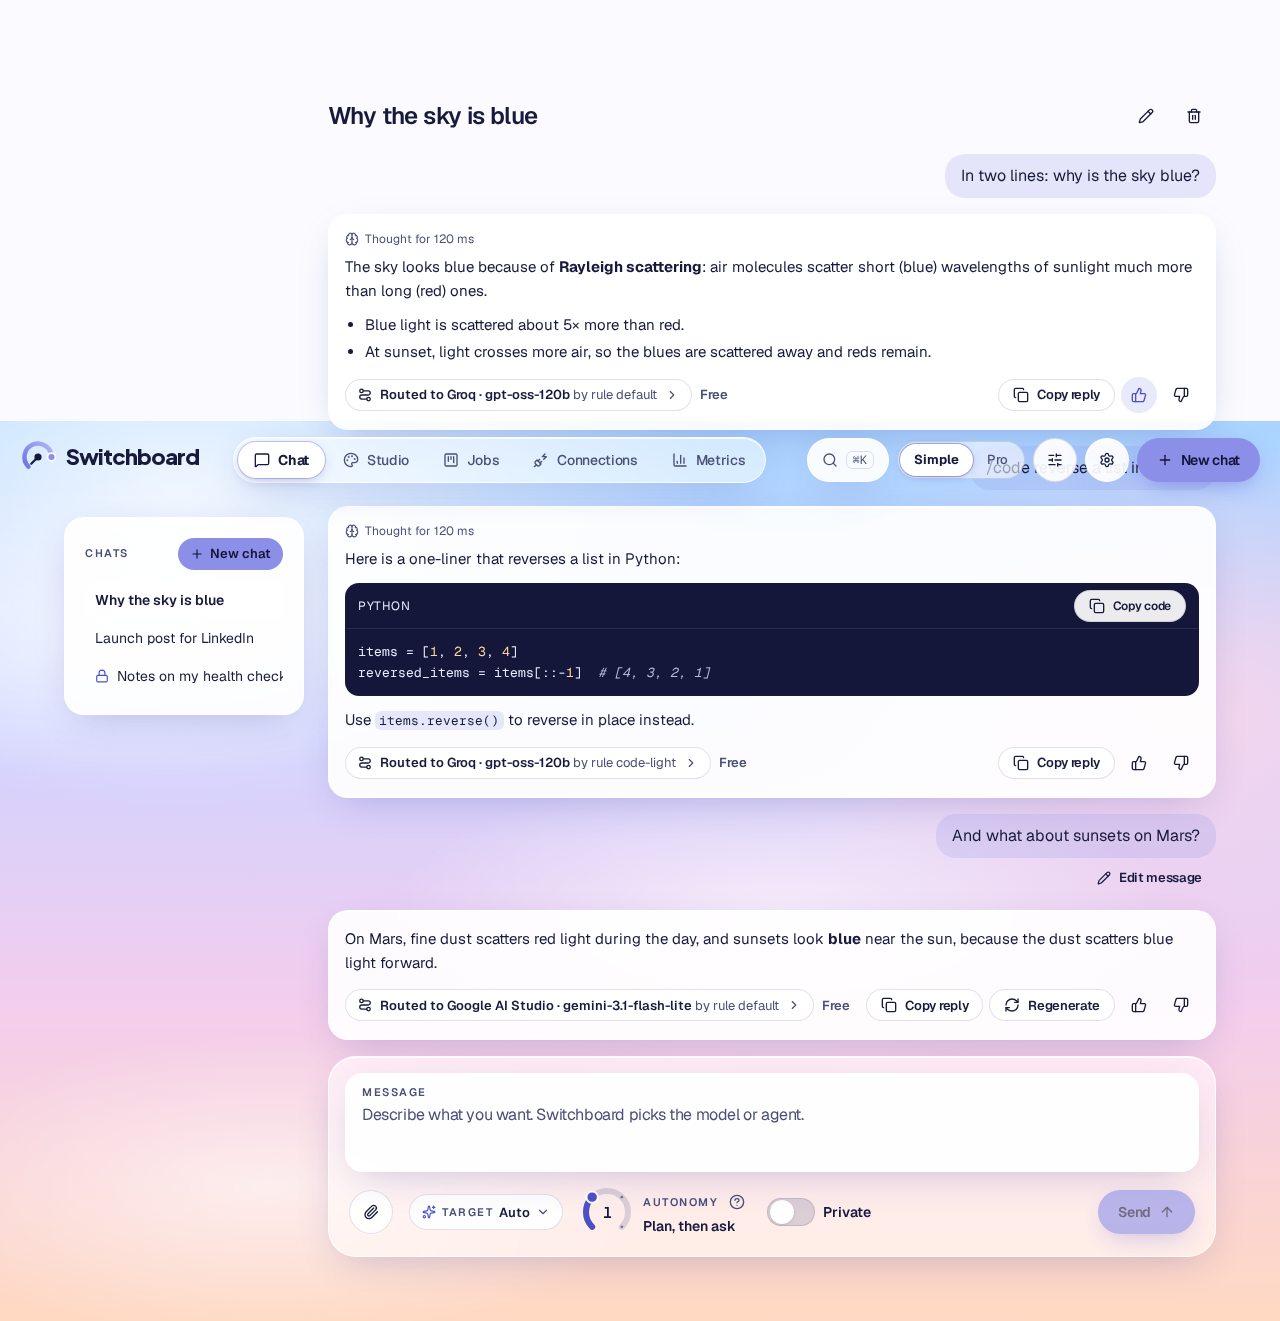 Why the sky is blue
In two lines: why is the sky blue?
Thought for 120 ms
The sky looks blue because of Rayleigh scattering: air molecules scatter short (blue) wavelengths of sunlight much more
than long (red) ones.
• Blue light is scattered about 5× more than red.
• At sunset, light crosses more air, so the blues are scattered away and reds remain.
Routed to Groq · gpt-oss-120b by rule default
Free
Copy reply
Switchboard
Chat
Studio
Jobs
Connections
Metrics
⌘K
Simple
Pro
New chat
/code reverse a list in
CHATS
New chat
Why the sky is blue
Launch post for LinkedIn
Notes on my health check
Thought for 120 ms
Here is a one-liner that reverses a list in Python:
PYTHON
Copy code
items = [1, 2, 3, 4]
reversed_items = items[::-1]  # [4, 3, 2, 1]
Use items.reverse() to reverse in place instead.
Routed to Groq · gpt-oss-120b by rule code-light
Free
Copy reply
And what about sunsets on Mars?
Edit message
On Mars, fine dust scatters red light during the day, and sunsets look blue near the sun, because the dust scatters blue
light forward.
Routed to Google AI Studio · gemini-3.1-flash-lite by rule default
Free
Copy reply
Regenerate
MESSAGE
Describe what you want. Switchboard picks the model or agent.
TARGET Auto
1
AUTONOMY
Plan, then ask
Private
Send